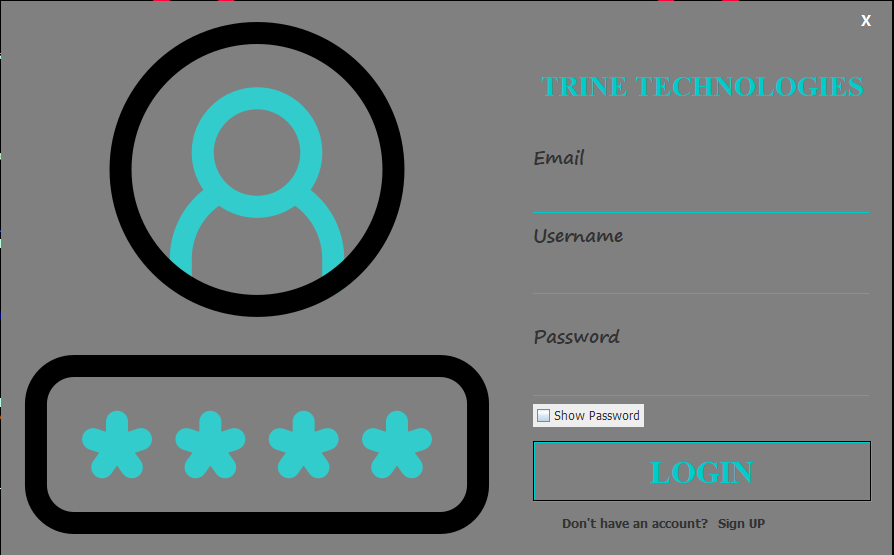 X
TRINE TECHNOLOGIES
Email
Username
Password
Show Password
LOGIN
Don't have an account? Sign UP